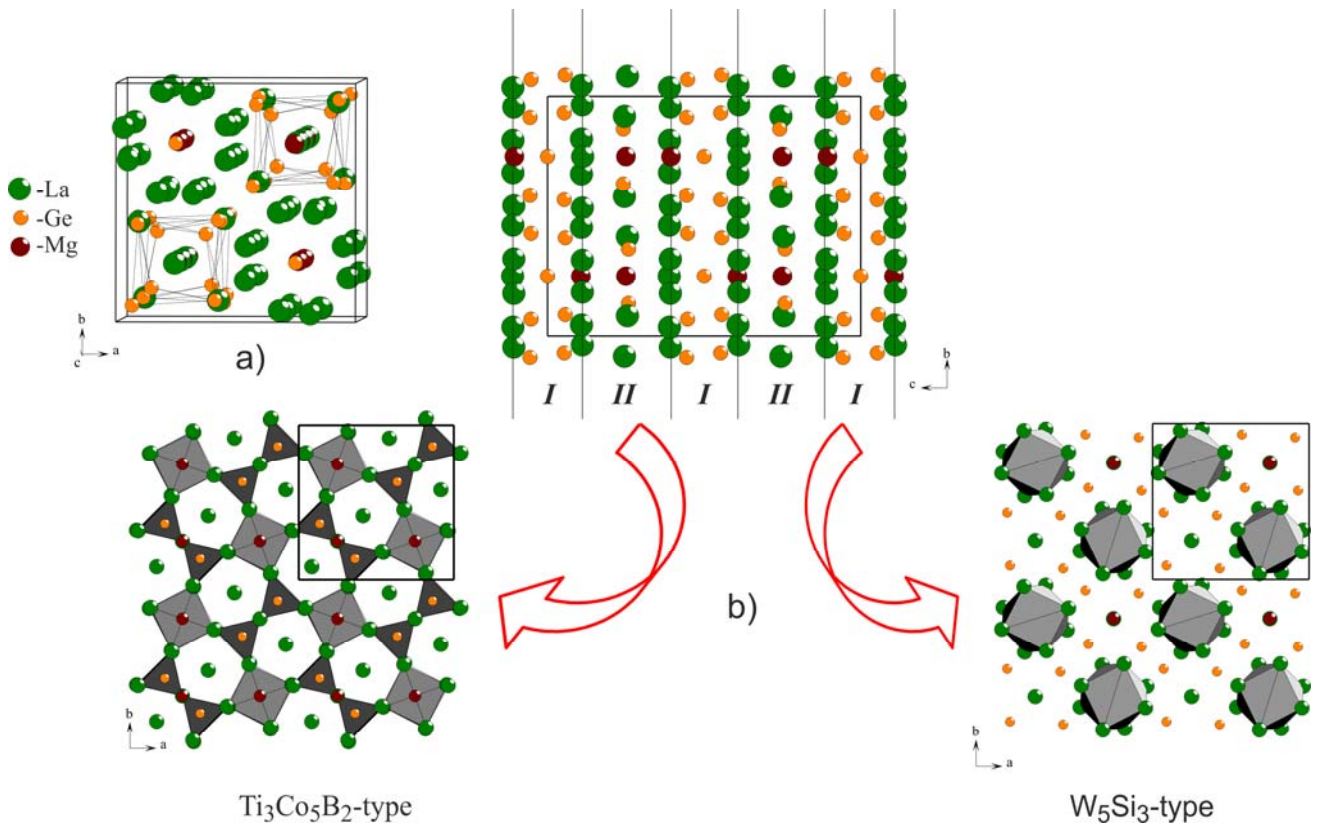 -La
-Ge
-Mg
b
a
c
a)
b
c
I II I II I
b)
b
a
b
a
Ti₃Co₅B₂-type
W₅Si₃-type